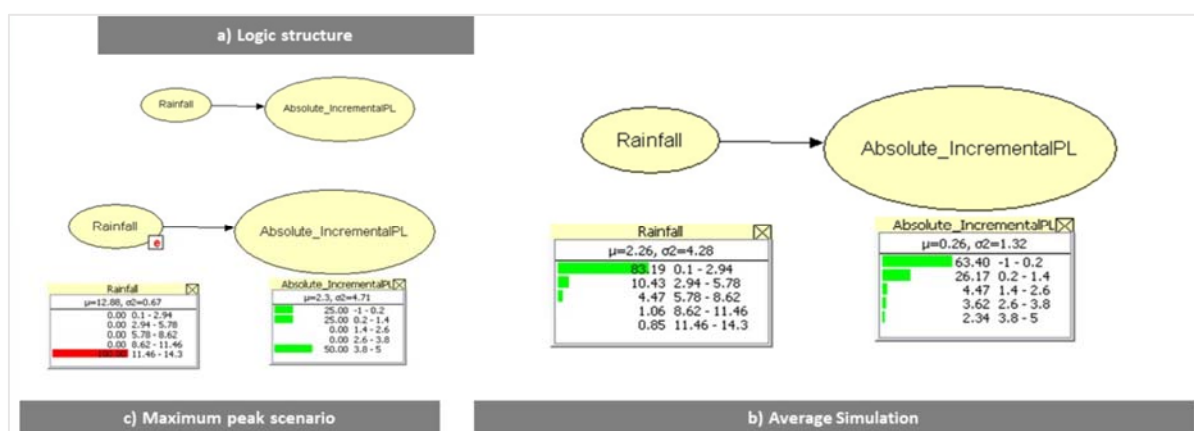 a) Logic structure
Rainfall
Absolute_IncrementalPL
Rainfall
Absolute_IncrementalPL
e
Rainfall
μ=12.88, σ2=0.67
0.00 0.1 - 2.94
0.00 2.94 - 5.78
0.00 5.78 - 8.62
0.00 8.62 - 11.46
100.00 11.46 - 14.3
Absolute_IncrementalPL
μ=2.3, σ2=4.71
25.00 -1 - 0.2
25.00 0.2 - 1.4
0.00 1.4 - 2.6
0.00 2.6 - 3.8
50.00 3.8 - 5
c) Maximum peak scenario
Rainfall
Absolute_IncrementalPL
Rainfall
μ=2.26, σ2=4.28
83.19 0.1 - 2.94
10.43 2.94 - 5.78
4.47 5.78 - 8.62
1.06 8.62 - 11.46
0.85 11.46 - 14.3
Absolute_IncrementalPL
μ=0.26, σ2=1.32
63.40 -1 - 0.2
26.17 0.2 - 1.4
4.47 1.4 - 2.6
3.62 2.6 - 3.8
2.34 3.8 - 5
b) Average Simulation